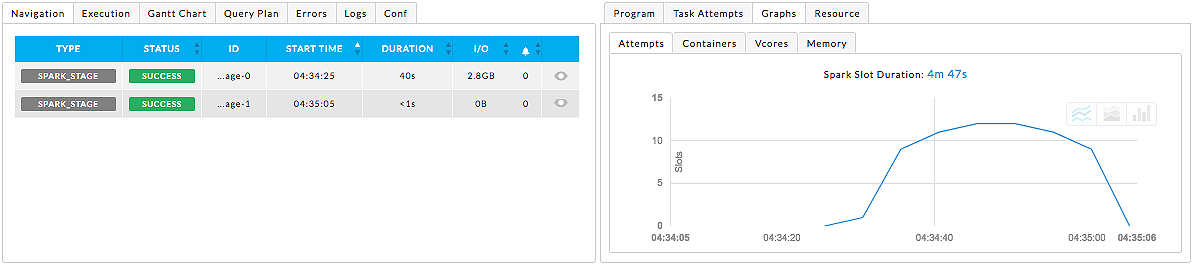 Navigation Execution Gantt Chart Query Plan Errors Logs Conf
TYPE STATUS ID START TIME DURATION I/O
SPARK_STAGE SUCCESS ...age-0 04:34:25 40s 2.8GB 0
SPARK_STAGE SUCCESS ...age-1 04:35:05 <1s 0B 0
Program Task Attempts Graphs Resource
Attempts Containers Vcores Memory
Spark Slot Duration: 4m 47s
15
10
5
0
Slots
04:34:05 04:34:20 04:34:40 04:35:00 04:35:06